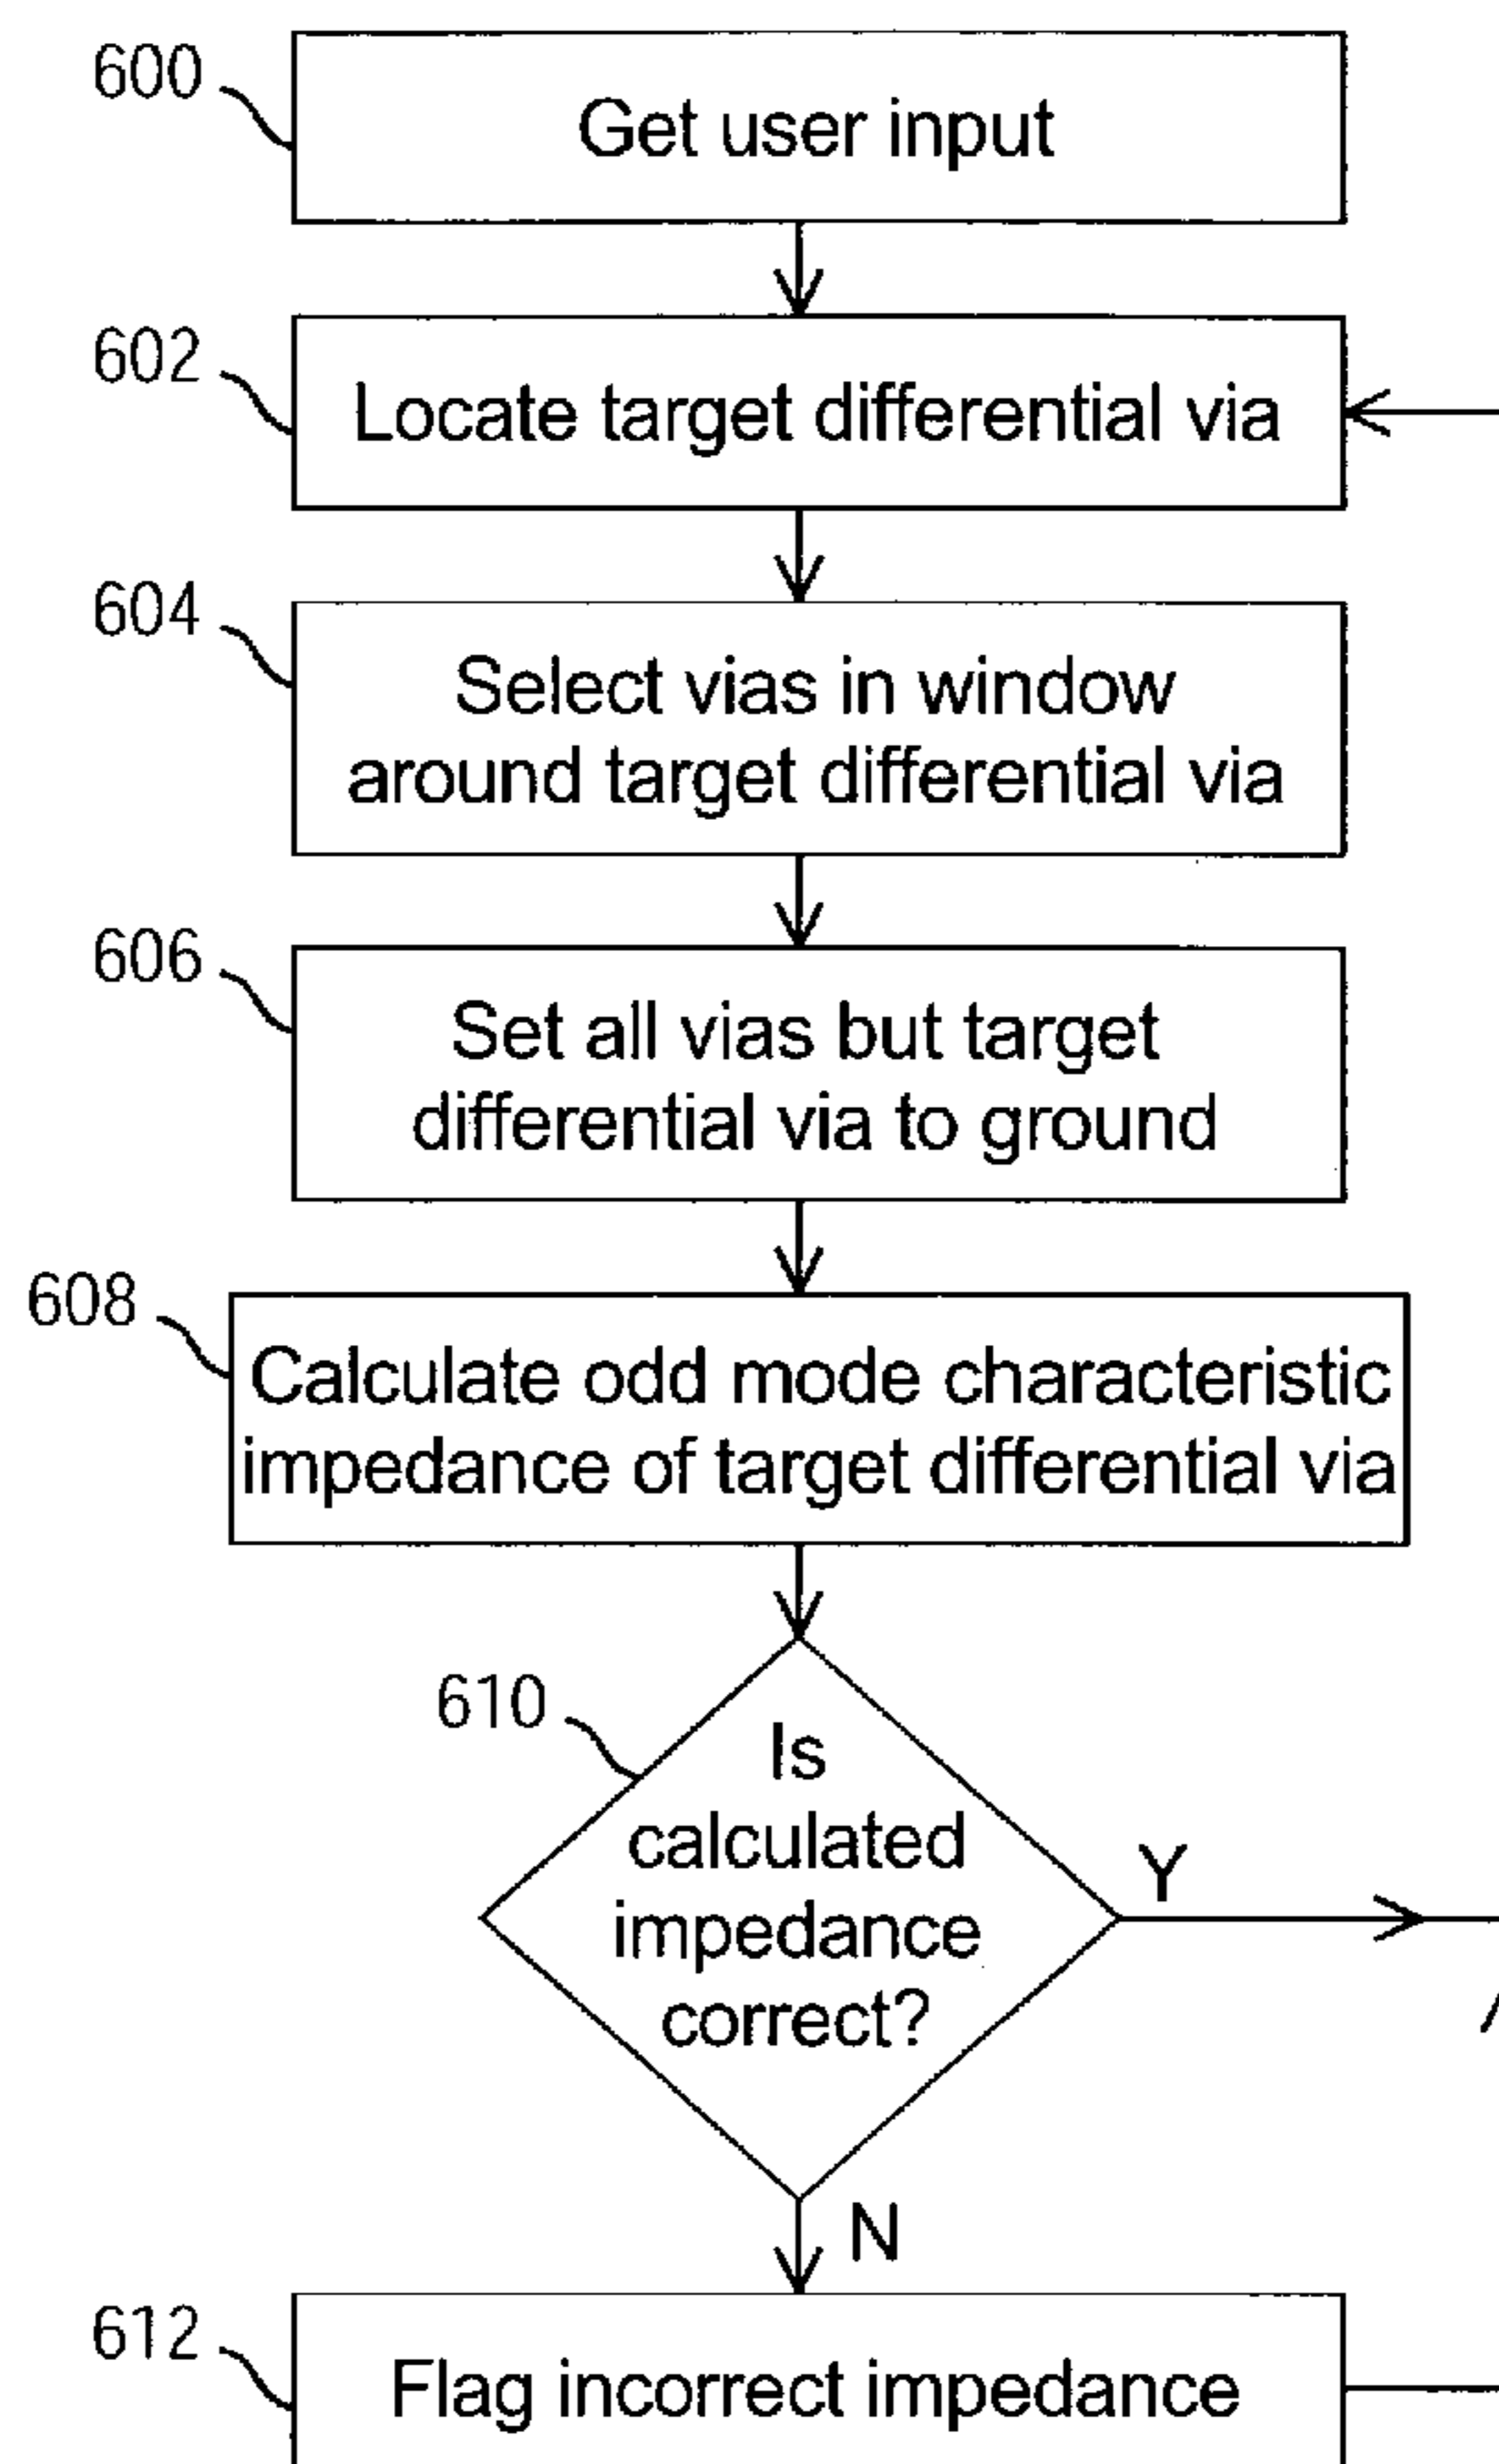 600
Get user input
602
Locate target differential via
604
Select vias in window
around target differential via
606
Set all vias but target
differential via to ground
608
Calculate odd mode characteristic
impedance of target differential via
610
Is
calculated
impedance
correct?
Y
N
612
Flag incorrect impedance